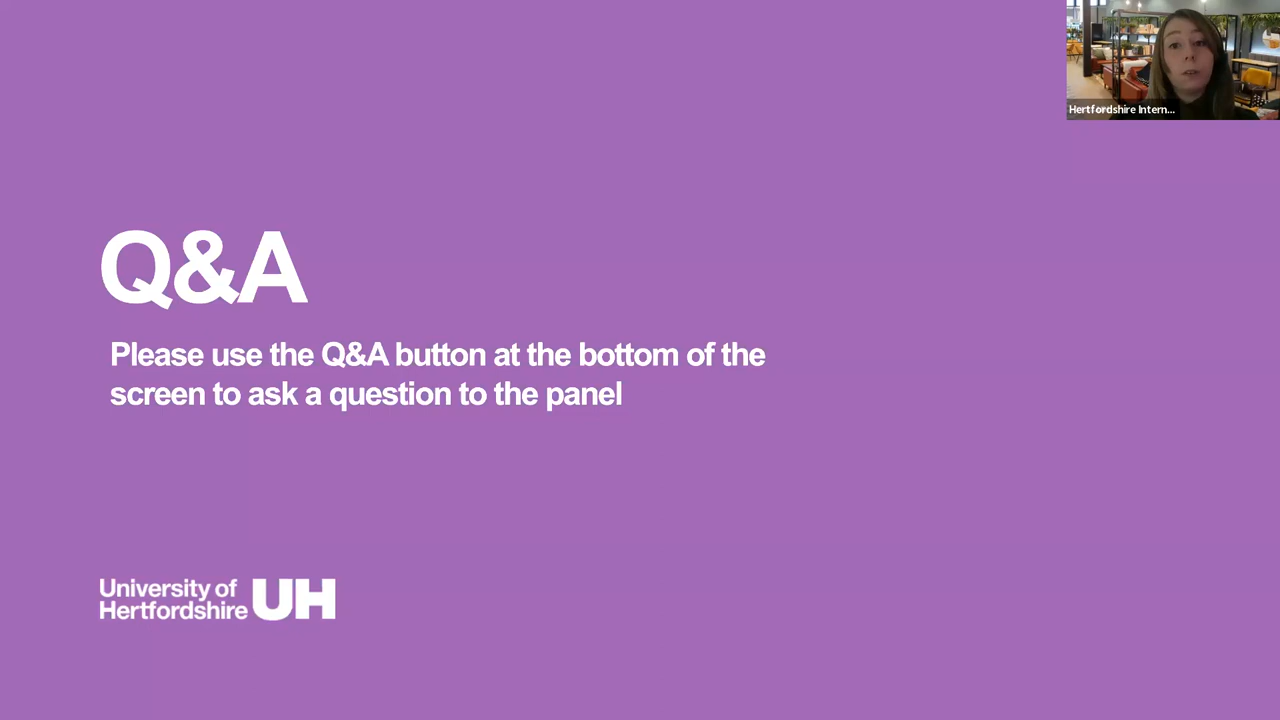 Hertfordshire Intern...
Q&A
Please use the Q&A button at the bottom of the
screen to ask a question to the panel
University of
Hertfordshire UH